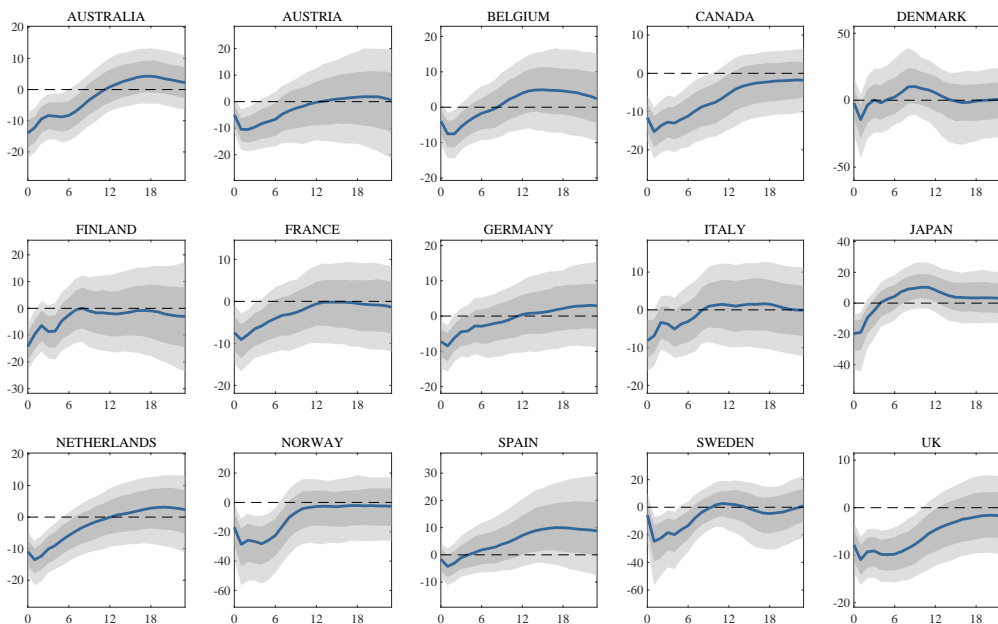 AUSTRALIA AUSTRIA BELGIUM CANADA DENMARK
20 20 20 20 50
10 10 10 10 0
0 0 0 0 -50
-10 -10 -10 -10
-20 -20 -20 -20
0 6 12 18 0 6 12 18 0 6 12 18 0 6 12 18 0 6 12 18
FINLAND FRANCE GERMANY ITALY JAPAN
20 20 20 20 40
10 10 10 10 20
0 0 0 0 0
-10 -10 -10 -10 -20
-20 -20 -20 -20 -40
-30
0 6 12 18 0 6 12 18 0 6 12 18 0 6 12 18 0 6 12 18
NETHERLANDS NORWAY SPAIN SWEDEN UK
20 20 30 20 10
10 0 20 0 0
0 -20 10 -20 -10
-10 -40 0 -40 -20
-20 -60 -10 -60
0 6 12 18 0 6 12 18 0 6 12 18 0 6 12 18 0 6 12 18